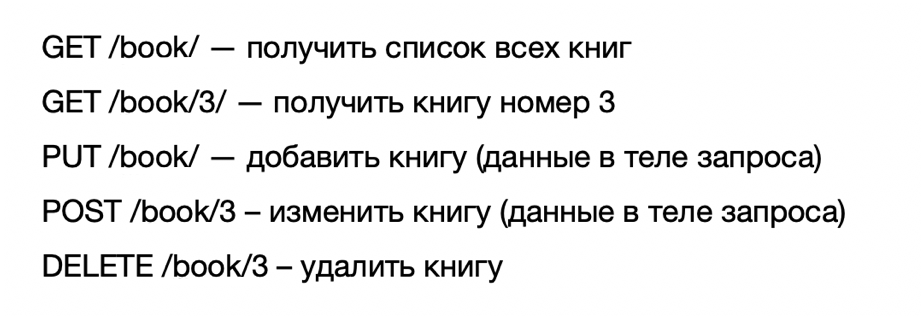 GET /book/ — получить список всех книг
GET /book/3/ — получить книгу номер 3
PUT /book/ — добавить книгу (данные в теле запроса)
POST /book/3 – изменить книгу (данные в теле запроса)
DELETE /book/3 – удалить книгу